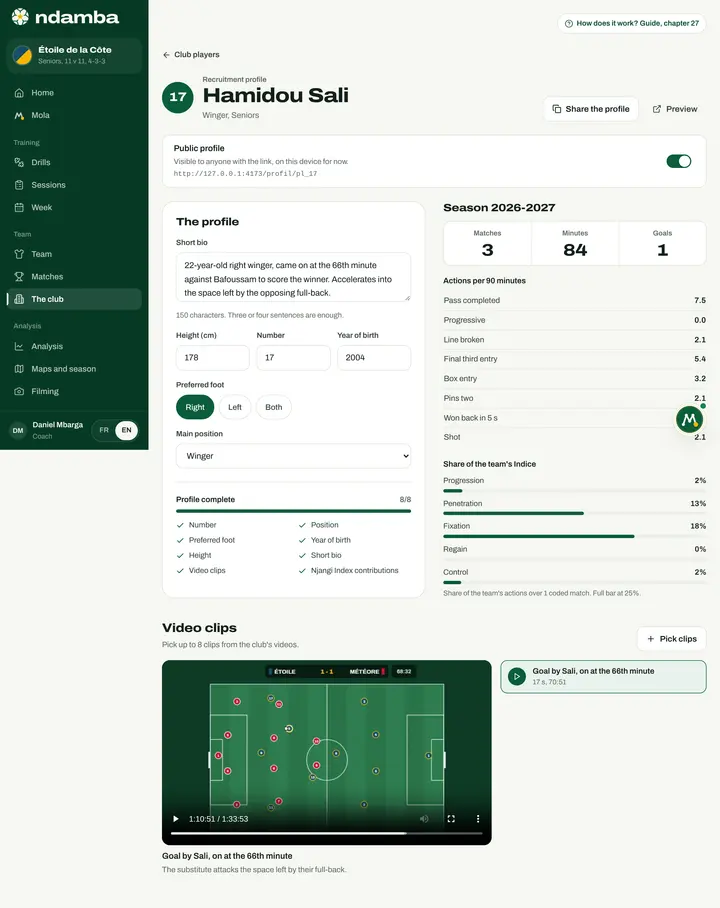 ndamba
Étoile de la Côte
Seniors, 11 v 11, 4-3-3
Home
Mola
Training
Drills
Sessions
Week
Team
Team
Matches
The club
Analysis
Analysis
Maps and season
Filming
DM
Daniel Mbarga
Coach
FR
EN
How does it work? Guide, chapter 27
Club players
17
Recruitment profile
Hamidou Sali
Winger, Seniors
Share the profile
Preview
Public profile
Visible to anyone with the link, on this device for now.
http://127.0.0.1:4173/profil/pl_17
The profile
Short bio
22-year-old right winger, came on at the 66th minute
against Bafoussam to score the winner. Accelerates into
the space left by the opposing full-back.
150 characters. Three or four sentences are enough.
Height (cm)
Number
Year of birth
178
17
2004
Preferred foot
Right
Left
Both
Main position
Winger
Profile complete
8/8
Number
Position
Preferred foot
Year of birth
Height
Short bio
Video clips
Njangi Index contributions
Season 2026-2027
Matches
Minutes
Goals
3
84
1
Actions per 90 minutes
Pass completed 7.5
Progressive 0.0
Line broken 2.1
Final third entry 5.4
Box entry 3.2
Pins two 2.1
Won back in 5 s
Shot 2.1
Share of the team's Indice
Progression 2%
Penetration 13%
Fixation 18%
Regain 0%
Control 2%
Share of the team's actions over 1 coded match. Full bar at 25%.
Video clips
Pick up to 8 clips from the club's videos.
Pick clips
ÉTOILE 1 - 1 MÉTÉORE 68:33
1:10:51 / 1:33:53
Goal by Sali, on at the 66th minute
17 s, 70:51
Goal by Sali, on at the 66th minute
The substitute attacks the space left by their full-back.